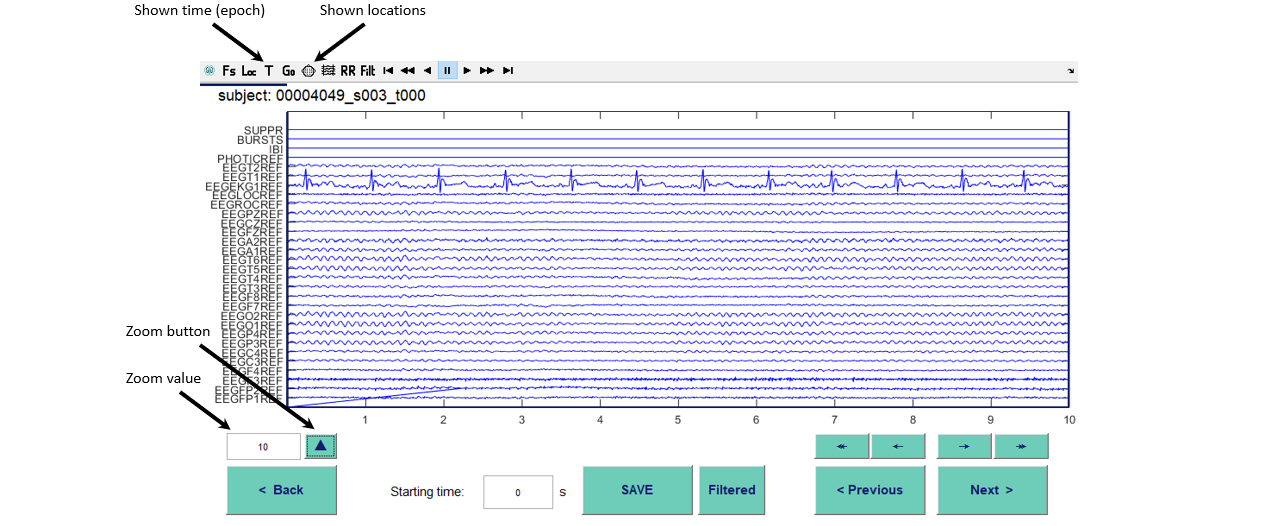 Shown time (epoch) Shown locations
Fs Loc T Go RR Filt
subject: 00004049_s003_t000
SUPPR
BURSTS
IBI
PHOTICREF
EEGT2REF
EEGT1REF
EEGEKG1REF
EEGLOCREF
EEGROCREF
EEGPZREF
EEGCZREF
EEGFZREF
EEGA2REF
EEGA1REF
EEGT6REF
EEGT5REF
EEGT4REF
EEGT3REF
EEGF8REF
EEGF7REF
EEGO2REF
EEGO1REF
Zoom button
EEGP4REF
EEGP3REF
EEGC4REF
EEGC3REF
EEGF4REF
Zoom value
EEGF3REF
EEGFP2REF
EEGFP1REF
1 2 3 4 5 6 7 8 9 10
10
< Back Starting time: 0 s SAVE Filtered < Previous Next >